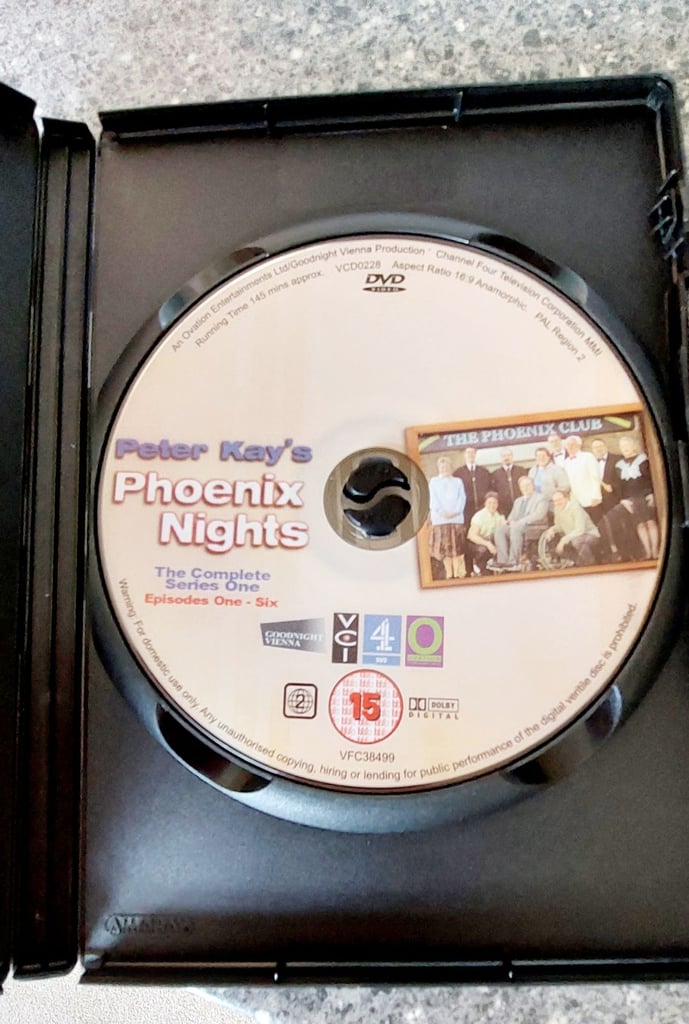 An Ovation Entertainments Ltd/Goodnight Vienna Production · Channel Four Television Corporation MMI
Running Time 145 mins approx. VCD0228 Aspect Ratio 16:9 Anamorphic. PAL Region 2
DVD
VIDEO
THE PHOENIX CLUB
Peter Kay's
Phoenix
Nights
The Complete
Series One
Episodes One - Six
GOODNIGHT
VIENNA
VCI
4
DVD
O
2
15
DOLBY
DIGITAL
VFC38499
Warning: For domestic use only. Any unauthorised copying, hiring or lending for public performance of the digital veritile disc is prohibited.
AMARAY